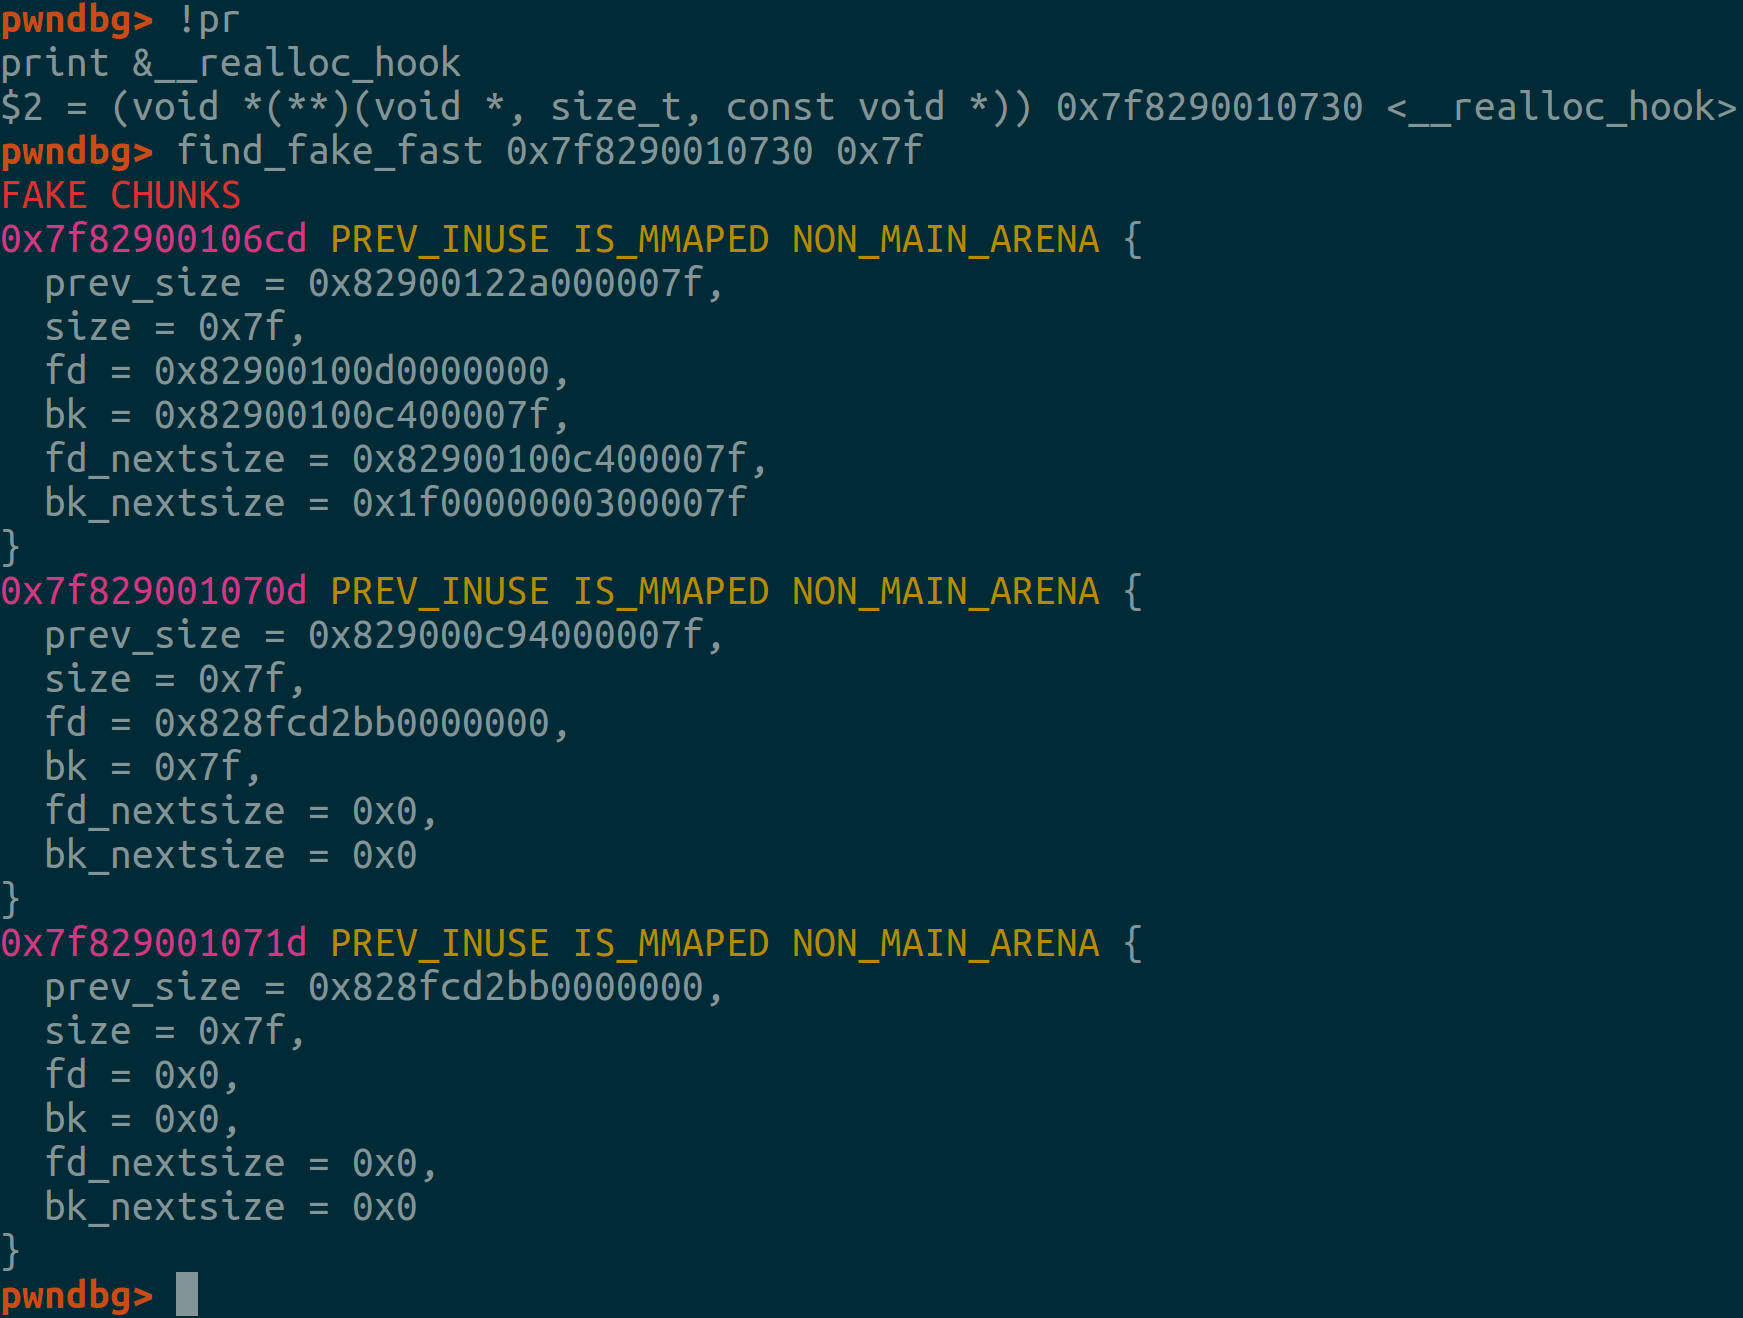 pwndbg> !pr
print &__realloc_hook
$2 = (void *(**)(void *, size_t, const void *)) 0x7f8290010730 <__realloc_hook>
pwndbg> find_fake_fast 0x7f8290010730 0x7f
FAKE CHUNKS
0x7f82900106cd PREV_INUSE IS_MMAPED NON_MAIN_ARENA {
  prev_size = 0x82900122a000007f,
  size = 0x7f,
  fd = 0x82900100d0000000,
  bk = 0x82900100c400007f,
  fd_nextsize = 0x82900100c400007f,
  bk_nextsize = 0x1f0000000300007f
}
0x7f829001070d PREV_INUSE IS_MMAPED NON_MAIN_ARENA {
  prev_size = 0x829000c94000007f,
  size = 0x7f,
  fd = 0x828fcd2bb0000000,
  bk = 0x7f,
  fd_nextsize = 0x0,
  bk_nextsize = 0x0
}
0x7f829001071d PREV_INUSE IS_MMAPED NON_MAIN_ARENA {
  prev_size = 0x828fcd2bb0000000,
  size = 0x7f,
  fd = 0x0,
  bk = 0x0,
  fd_nextsize = 0x0,
  bk_nextsize = 0x0
}
pwndbg>